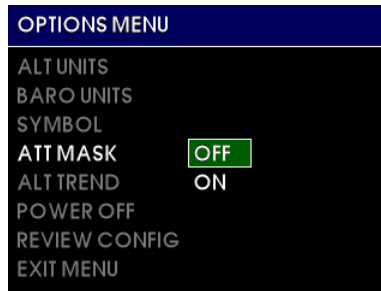 OPTIONS MENU
ALT UNITS
BARO UNITS
SYMBOL
ATT MASK OFF
ALT TREND ON
POWER OFF
REVIEW CONFIG
EXIT MENU